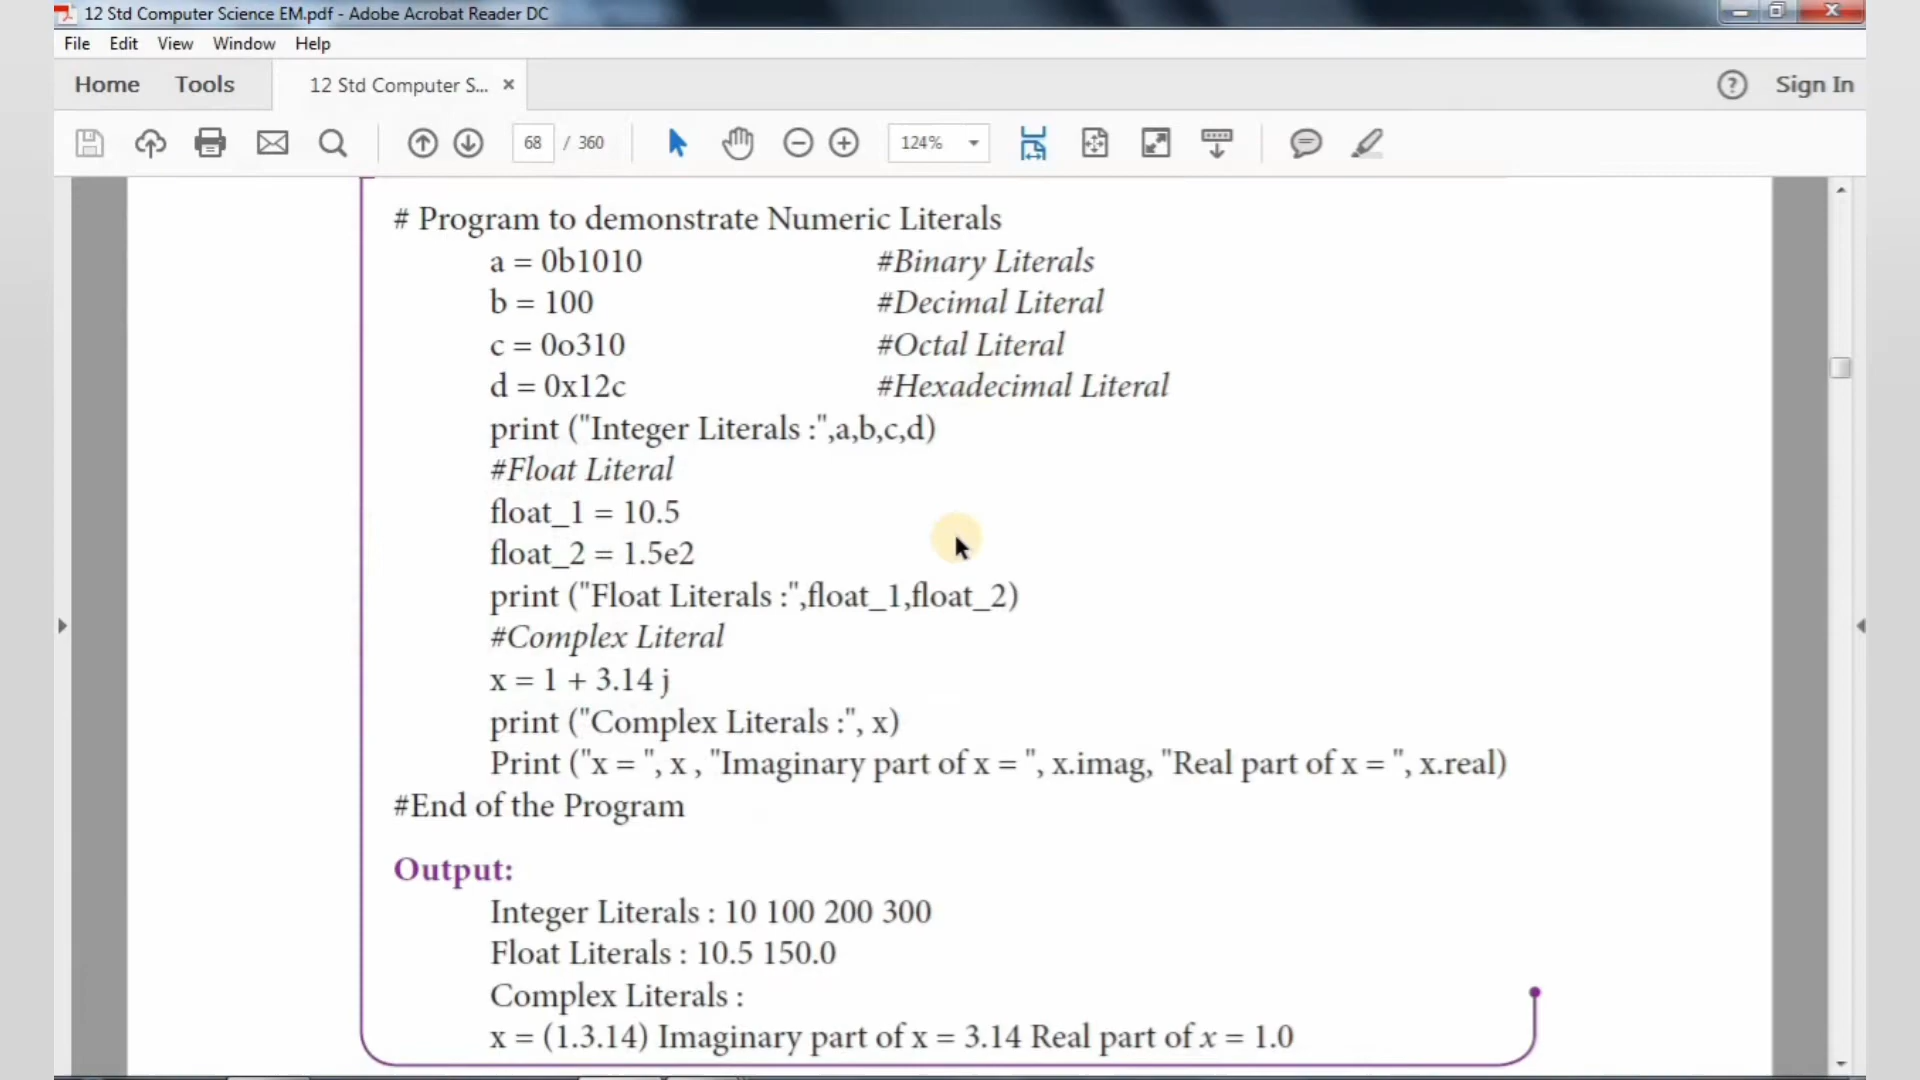 12 Std Computer Science EM.pdf - Adobe Acrobat Reader DC
File Edit View Window Help
Home Tools 12 Std Computer S... × ? Sign In
68 / 360 124%
# Program to demonstrate Numeric Literals
a = 0b1010 #Binary Literals
b = 100 #Decimal Literal
c = 0o310 #Octal Literal
d = 0x12c #Hexadecimal Literal
print ("Integer Literals :",a,b,c,d)
#Float Literal
float_1 = 10.5
float_2 = 1.5e2
print ("Float Literals :",float_1,float_2)
#Complex Literal
x = 1 + 3.14 j
print ("Complex Literals :", x)
Print ("x = ", x , "Imaginary part of x = ", x.imag, "Real part of x = ", x.real)
#End of the Program
Output:
Integer Literals : 10 100 200 300
Float Literals : 10.5 150.0
Complex Literals :
x = (1.3.14) Imaginary part of x = 3.14 Real part of x = 1.0